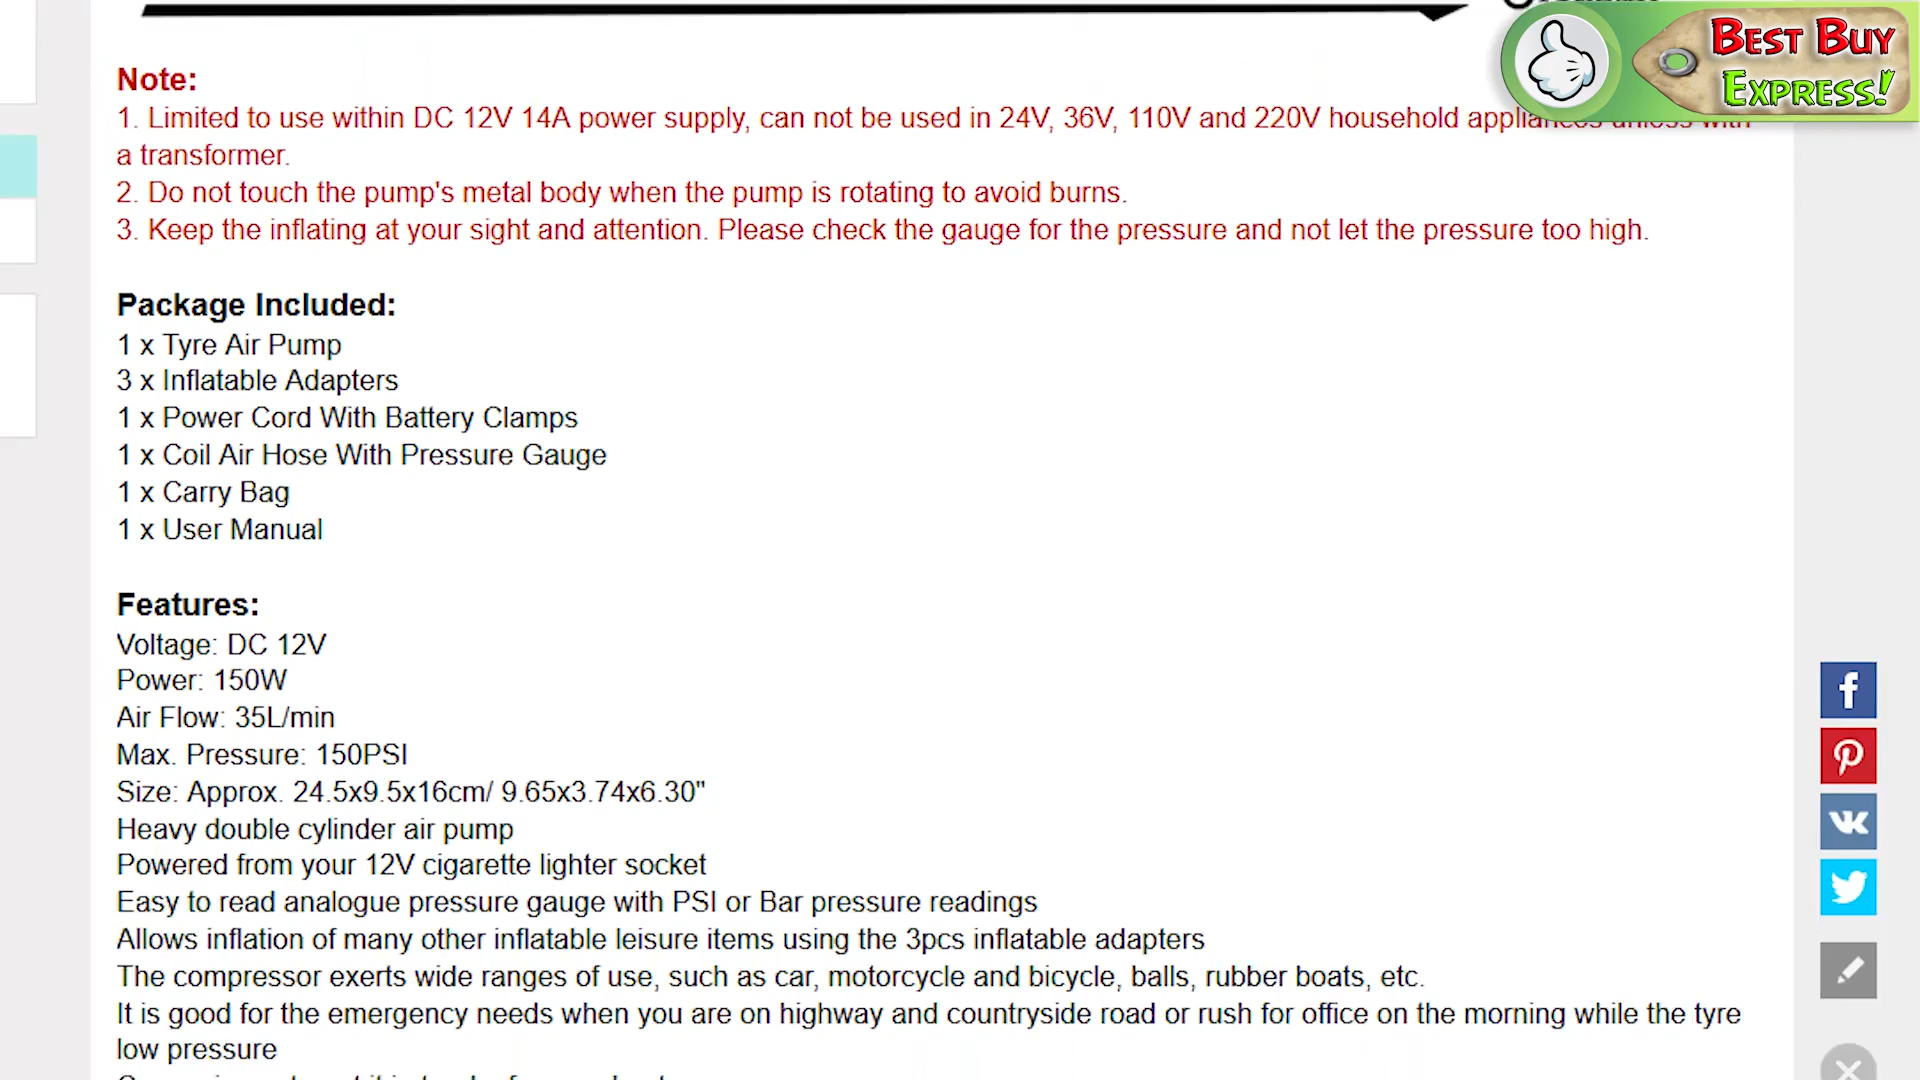 BEST BUY
EXPRESS!
Note:
1. Limited to use within DC 12V 14A power supply, can not be used in 24V, 36V, 110V and 220V household appliances unless with
a transformer.
2. Do not touch the pump's metal body when the pump is rotating to avoid burns.
3. Keep the inflating at your sight and attention. Please check the gauge for the pressure and not let the pressure too high.
Package Included:
1 x Tyre Air Pump
3 x Inflatable Adapters
1 x Power Cord With Battery Clamps
1 x Coil Air Hose With Pressure Gauge
1 x Carry Bag
1 x User Manual
Features:
Voltage: DC 12V
Power: 150W
Air Flow: 35L/min
Max. Pressure: 150PSI
Size: Approx. 24.5x9.5x16cm/ 9.65x3.74x6.30"
Heavy double cylinder air pump
Powered from your 12V cigarette lighter socket
Easy to read analogue pressure gauge with PSI or Bar pressure readings
Allows inflation of many other inflatable leisure items using the 3pcs inflatable adapters
The compressor exerts wide ranges of use, such as car, motorcycle and bicycle, balls, rubber boats, etc.
It is good for the emergency needs when you are on highway and countryside road or rush for office on the morning while the tyre
low pressure